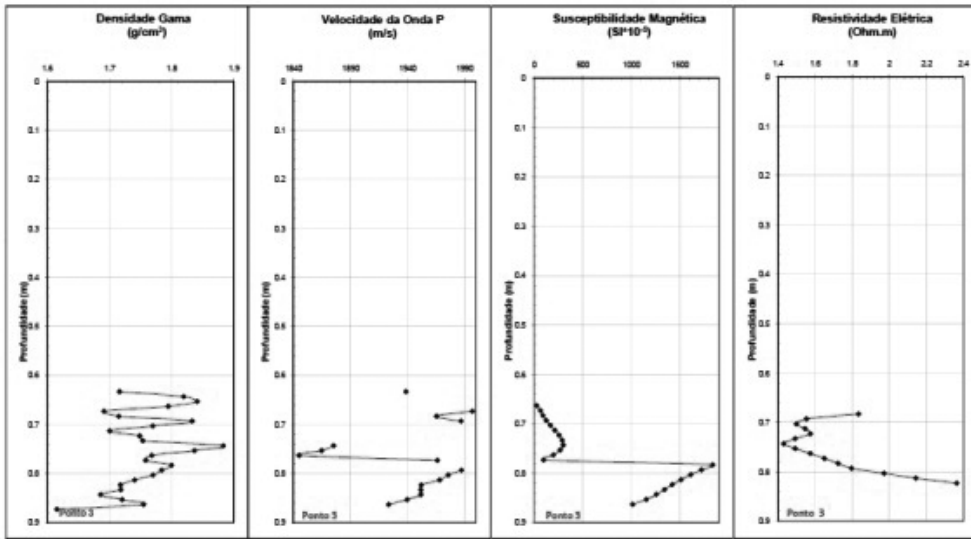 Densidade Gama
(g/cm³)
1.6 1.7 1.8 1.9
0
0.1
0.2
0.3
0.4
0.5
0.6
0.7
0.8
0.9
Profundidade (m)
Ponto 3
Velocidade da Onda P
(m/s)
1840 1890 1940 1990
0
0.1
0.2
0.3
0.4
0.5
0.6
0.7
0.8
0.9
Profundidade (m)
Ponto 3
Susceptibilidade Magnética
(SI*10⁻⁵)
0 500 1000 1500
0
0.1
0.2
0.3
0.4
0.5
0.6
0.7
0.8
0.9
Profundidade (m)
Ponto 3
Resistividade Elétrica
(Ohm.m)
1.4 1.6 1.8 2 2.2 2.4
0
0.1
0.2
0.3
0.4
0.5
0.6
0.7
0.8
0.9
Profundidade (m)
Ponto 3